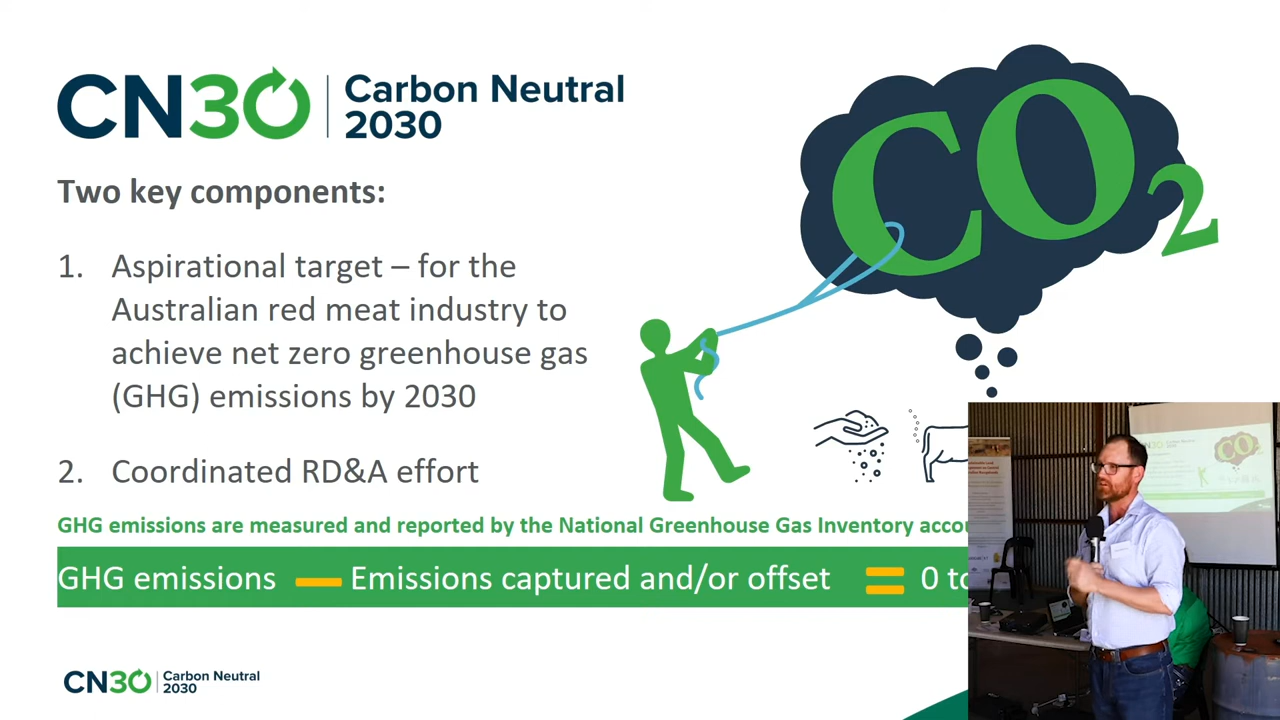 CN30 Carbon Neutral
2030
CO2
Two key components:
1. Aspirational target – for the
Australian red meat industry to
achieve net zero greenhouse gas
(GHG) emissions by 2030
2. Coordinated RD&A effort
GHG emissions are measured and reported by the National Greenhouse Gas Inventory
GHG emissions — Emissions captured and/or offset = 0
CN30 Carbon Neutral
2030